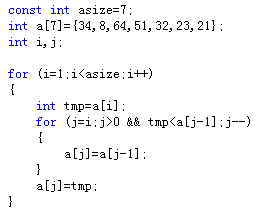 const int asize=7;
int a[7]={34,8,64,51,32,23,21};
int i,j;
for (i=1;i<asize;i++)
{
int tmp=a[i];
for (j=i;j>0 && tmp<a[j-1];j--)
{
a[j]=a[j-1];
}
a[j]=tmp;
}